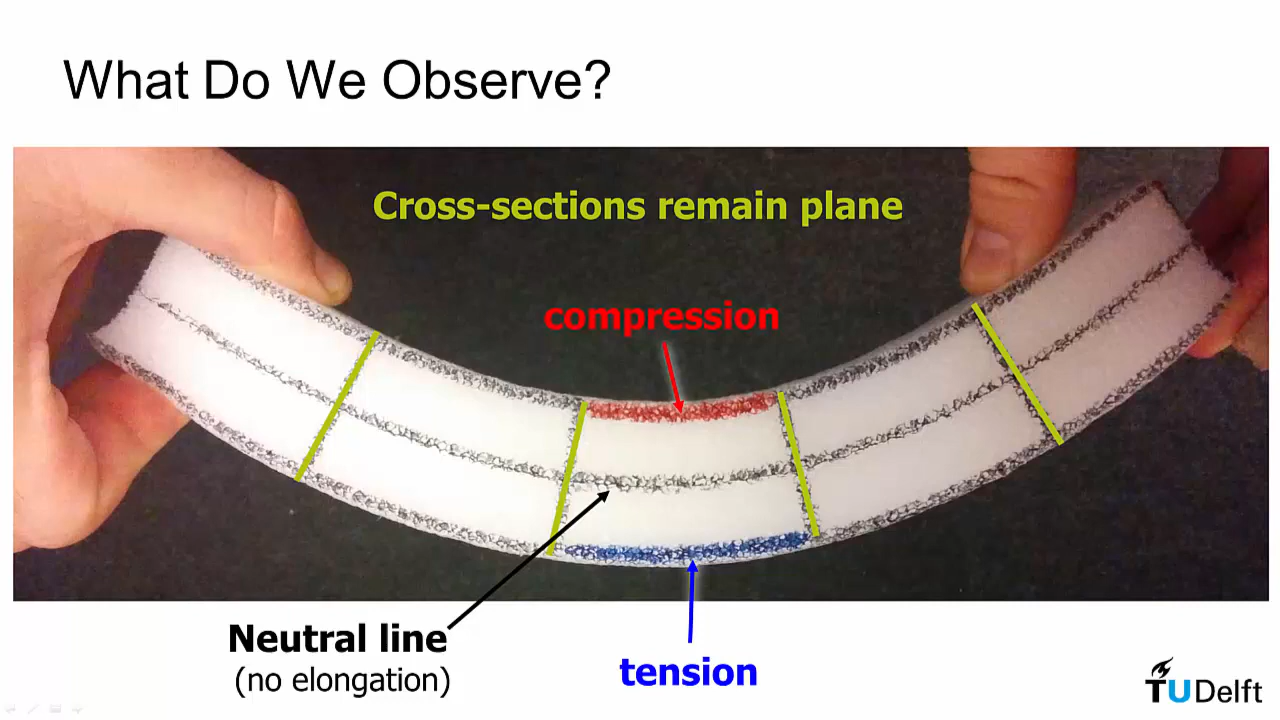 What Do We Observe?
Cross-sections remain plane
compression
Neutral line
(no elongation)
tension
TUDelft